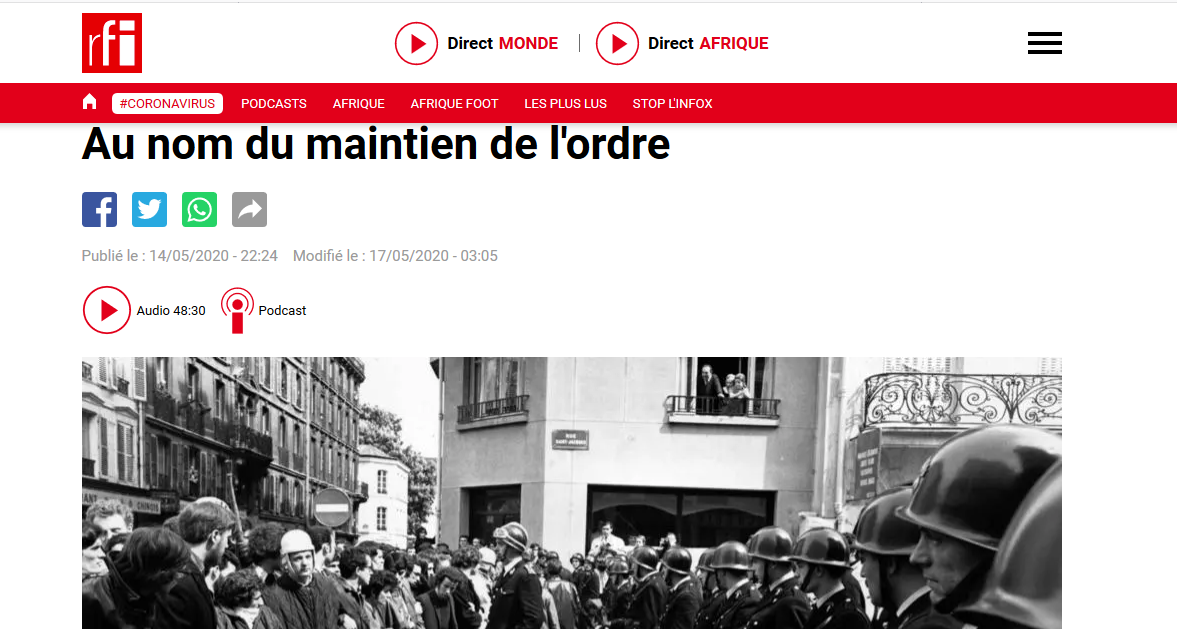 rfi
Direct MONDE
Direct AFRIQUE
#CORONAVIRUS PODCASTS AFRIQUE AFRIQUE FOOT LES PLUS LUS STOP L'INFOX
Au nom du maintien de l'ordre
Publié le : 14/05/2020 - 22:24 Modifié le : 17/05/2020 - 03:05
Audio 48:30 Podcast
RUE
SAINT-JACQUES